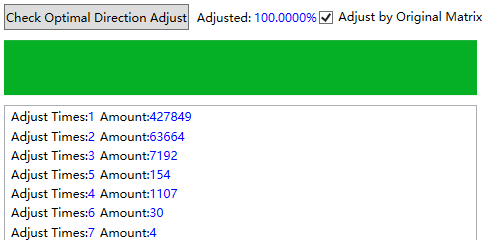 Check Optimal Direction Adjust Adjusted: 100.0000% Adjust by Original Matrix
Adjust Times:1 Amount:427849
Adjust Times:2 Amount:63664
Adjust Times:3 Amount:7192
Adjust Times:5 Amount:154
Adjust Times:4 Amount:1107
Adjust Times:6 Amount:30
Adjust Times:7 Amount:4